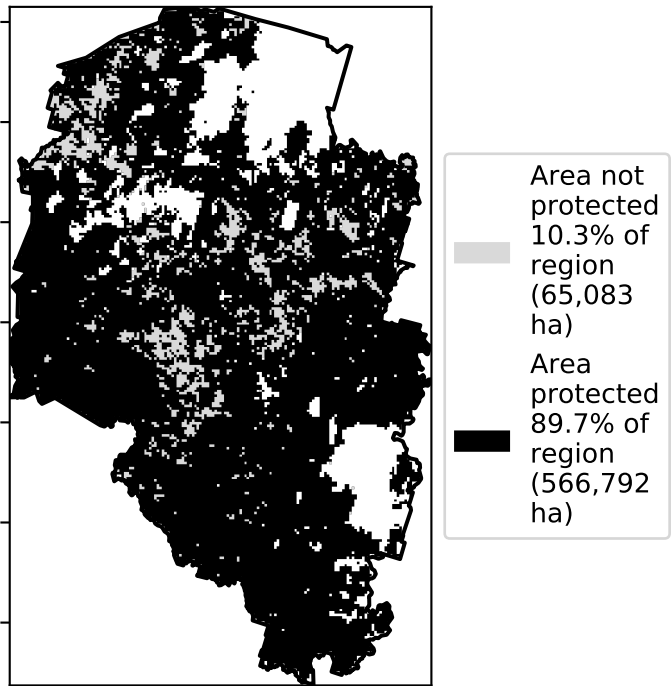 Area not
protected
10.3% of
region
(65,083
ha)
Area
protected
89.7% of
region
(566,792
ha)